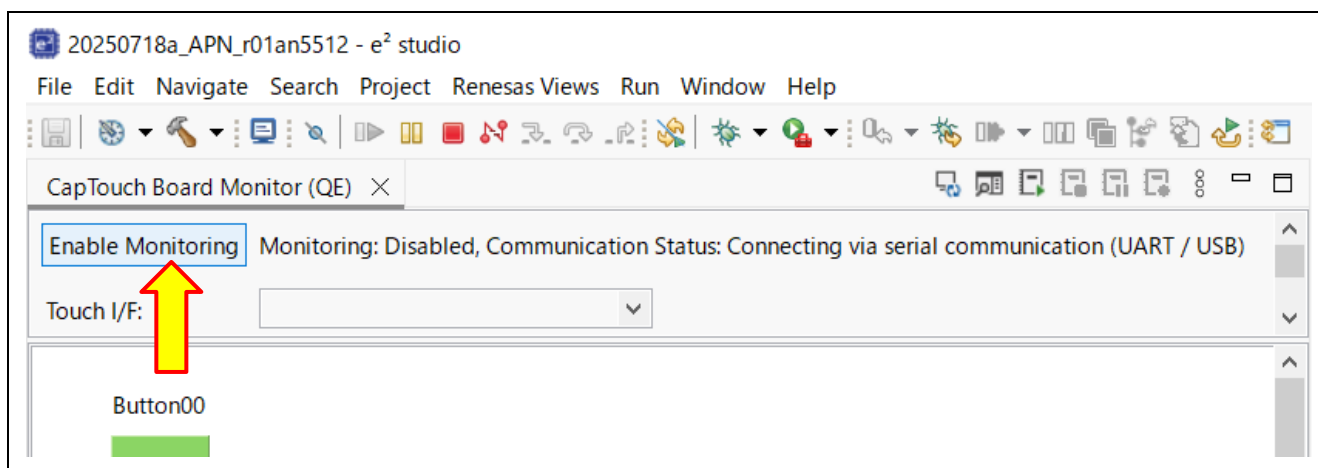 20250718a_APN_r01an5512 - e² studio
File Edit Navigate Search Project Renesas Views Run Window Help
CapTouch Board Monitor (QE)
Enable Monitoring Monitoring: Disabled, Communication Status: Connecting via serial communication (UART / USB)
Touch I/F:
Button00